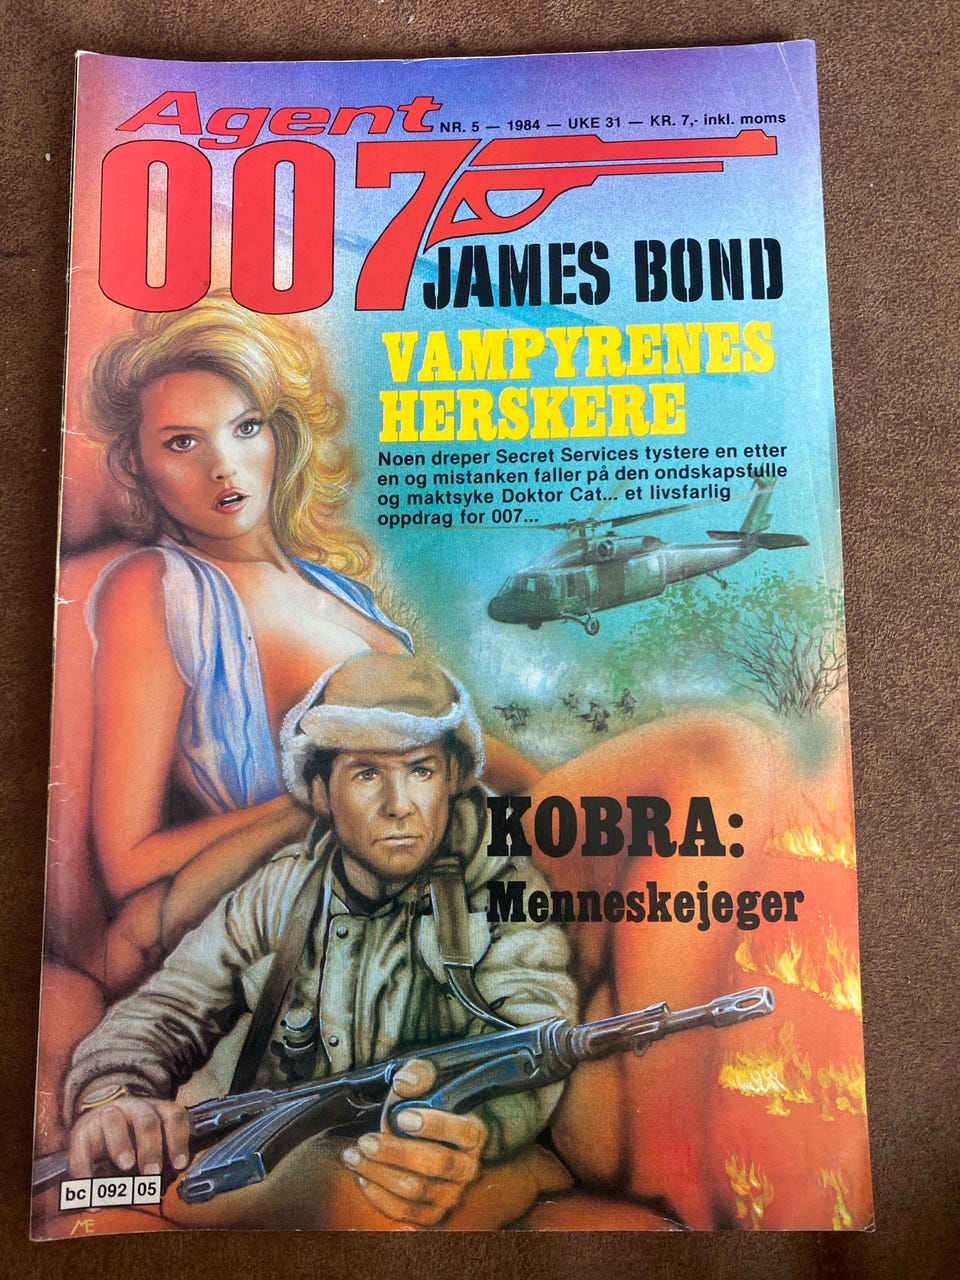 Agent
NR. 5 — 1984 — UKE 31 — KR. 7,- inkl. moms
007
JAMES BOND
VAMPYRENES
HERSKERE
Noen dreper Secret Services tystere en etter
en og mistanken faller på den ondskapsfulle
og maktsyke Doktor Cat... et livsfarlig
oppdrag for 007...
KOBRA:
Menneskejeger
bc 092 05
ME